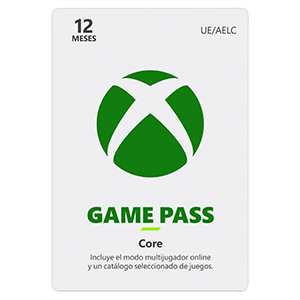 12
MESES
UE/AELC
GAME PASS
Core
Incluye el modo multijugador online
y un catálogo seleccionado de juegos.